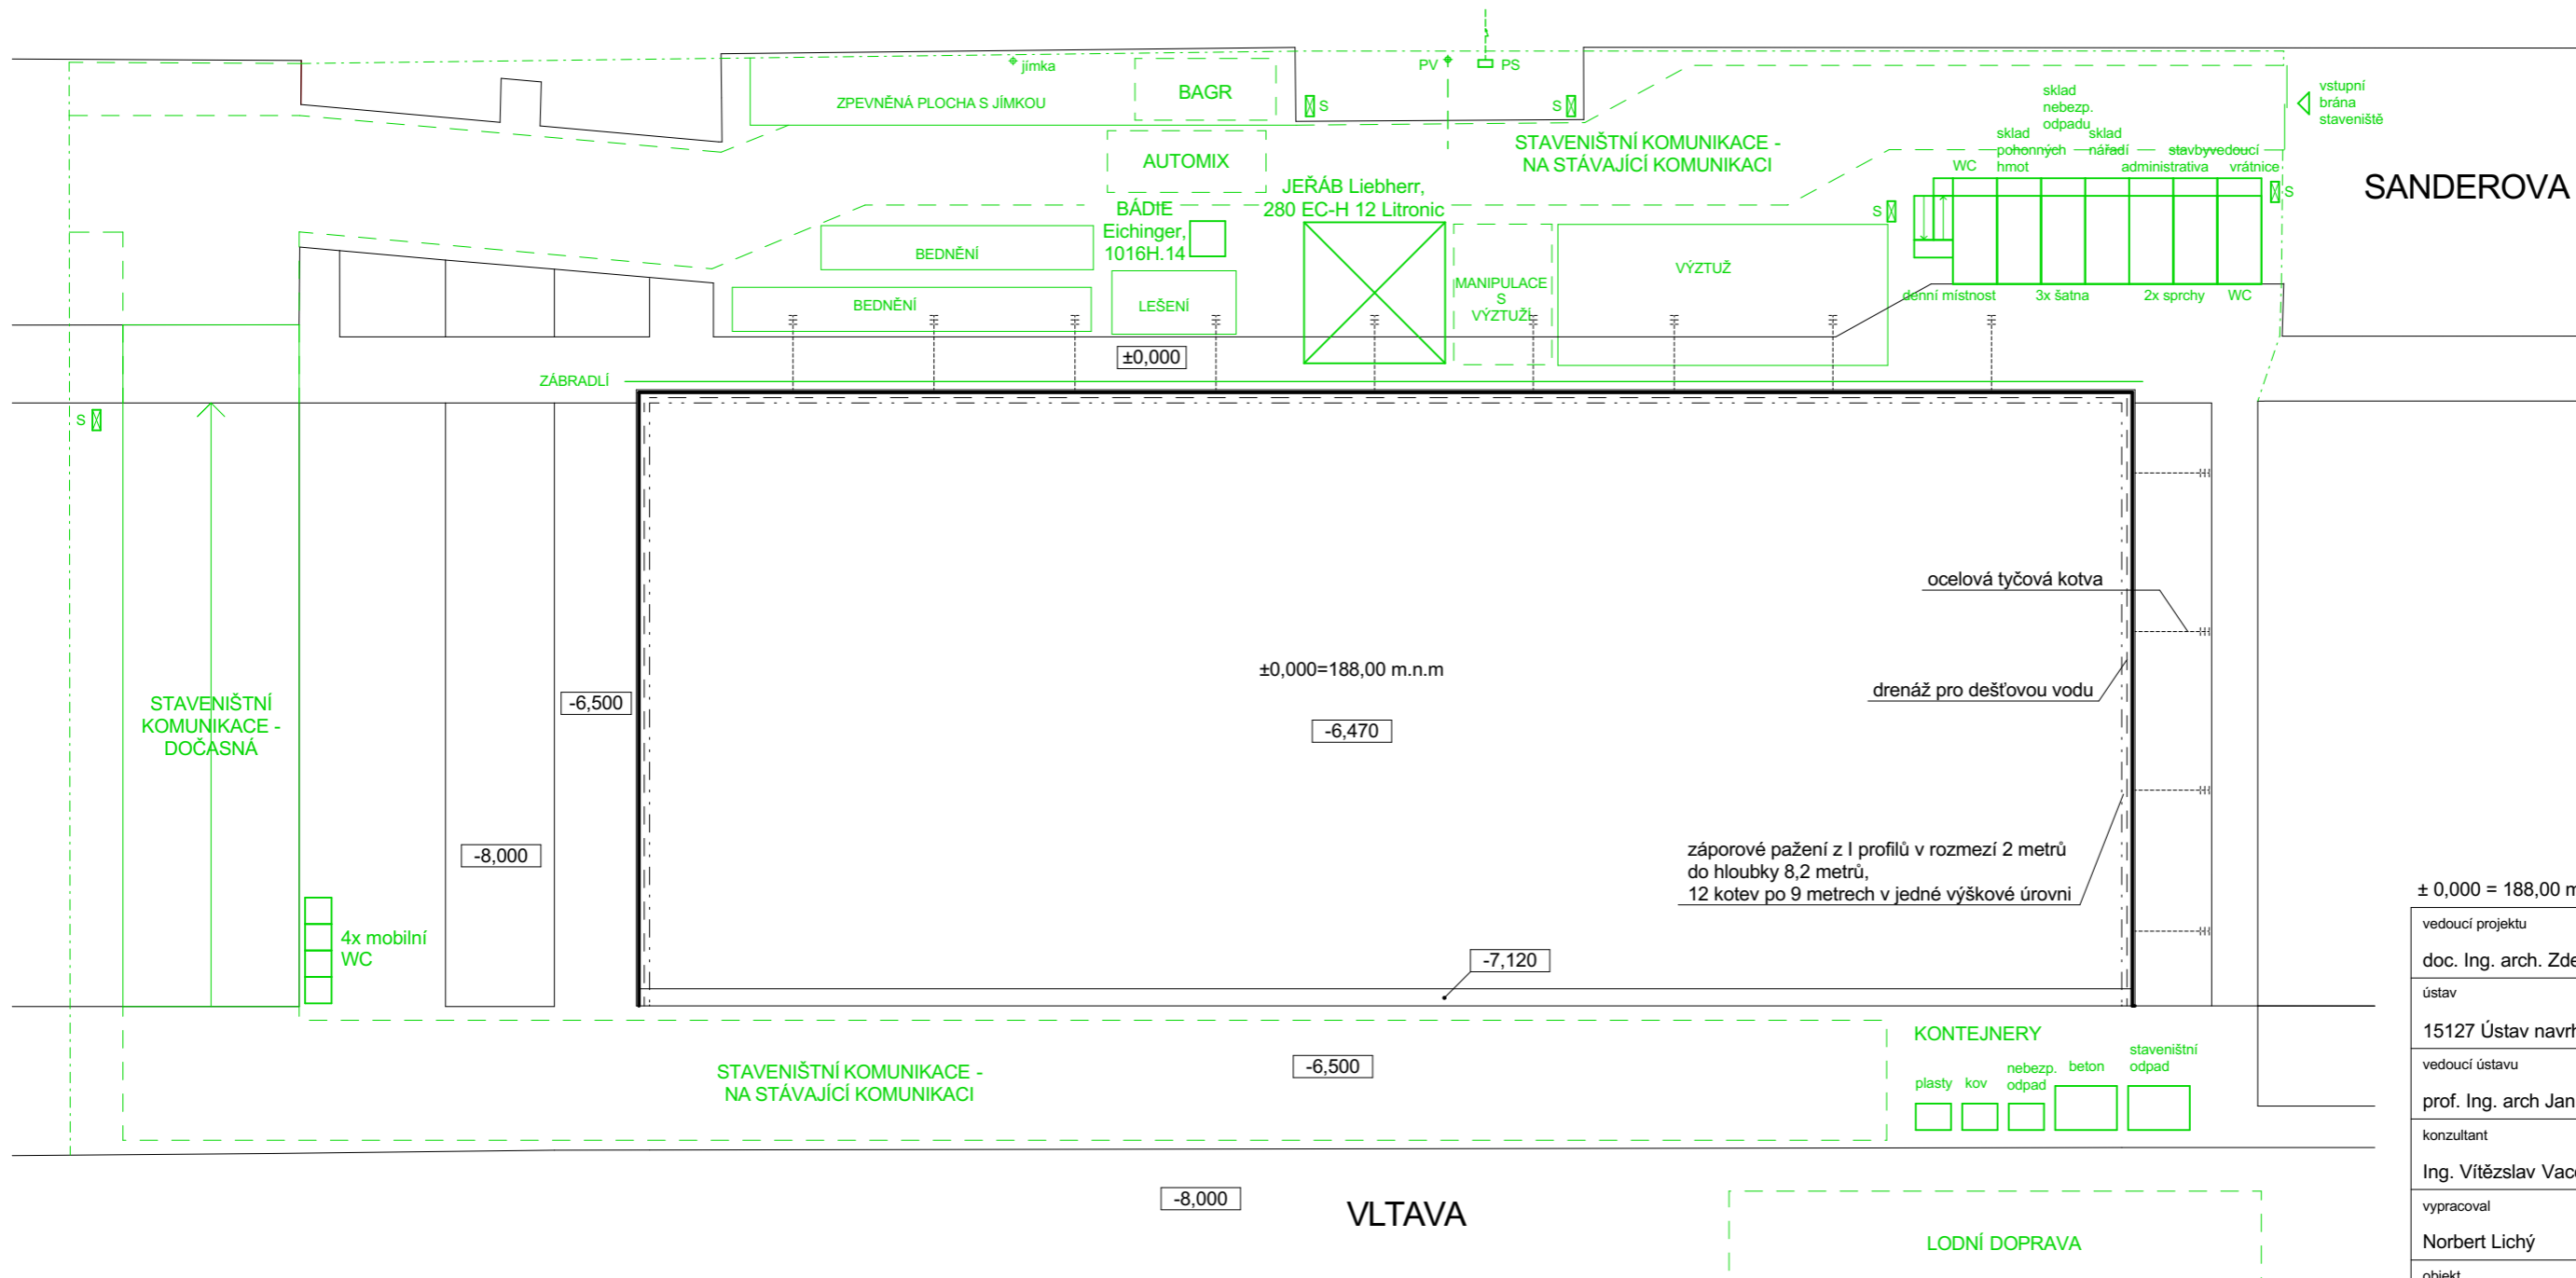 jímka
PV
PS
BAGR
ZPEVNĚNÁ PLOCHA S JÍMKOU
S
S
vstupní
brána
staveniště
sklad
nebezp.
odpadu
STAVENIŠTNÍ KOMUNIKACE -
NA STÁVAJÍCÍ KOMUNIKACI
sklad
pohonných
hmot
sklad
nářadí
stavbyvedoucí
WC
administrativa
vrátnice
AUTOMIX
S
SANDEROVA
JEŘÁB Liebherr,
280 EC-H 12 Litronic
BÁDIE
Eichinger,
1016H.14
S
BEDNĚNÍ
VÝZTUŽ
MANIPULACE
S
VÝZTUŽÍ
denní místnost
3x šatna
2x sprchy
WC
BEDNĚNÍ
LEŠENÍ
±0,000
ZÁBRADLÍ
S
ocelová tyčová kotva
±0,000=188,00 m.n.m
drenáž pro dešťovou vodu
-6,500
-6,470
STAVENIŠTNÍ
KOMUNIKACE -
DOČASNÁ
-8,000
záporové pažení z I profilů v rozmezí 2 metrů
do hloubky 8,2 metrů,
12 kotev po 9 metrech v jedné výškové úrovni
4x mobilní
WC
-7,120
STAVENIŠTNÍ KOMUNIKACE -
NA STÁVAJÍCÍ KOMUNIKACI
-6,500
KONTEJNERY
plasty
kov
nebezp.
odpad
beton
staveništní
odpad
-8,000
VLTAVA
LODNÍ DOPRAVA
± 0,000 = 188,00
vedoucí projektu
doc. Ing. arch.
ústav
15127 Ústav
vedoucí ústavu
prof. Ing. arch Jan
konzultant
Ing. Vítězslav
vypracoval
Norbert Lichý
objekt